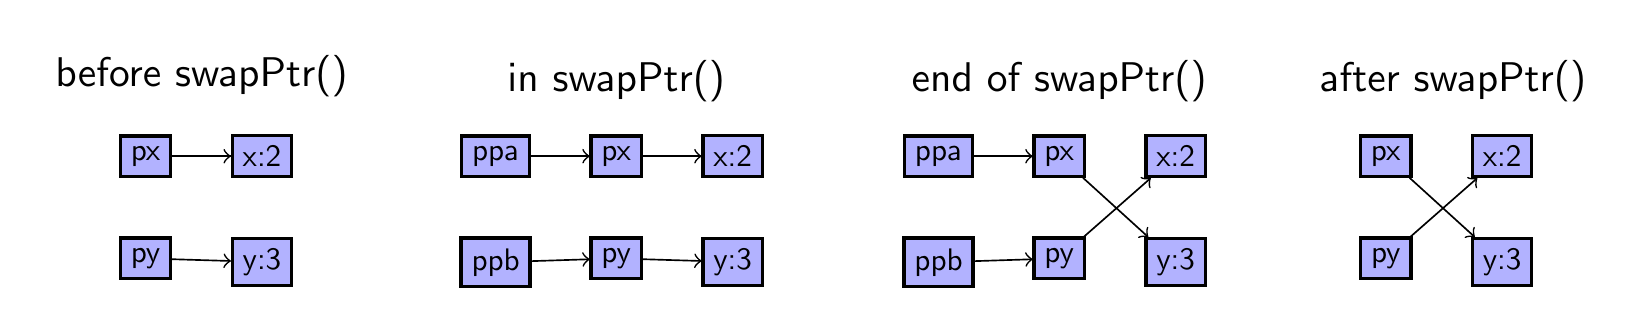 before swapPtr() in swapPtr() end of swapPtr() after swapPtr()
px x:2 ppa px x:2 ppa px x:2 px x:2
py y:3 ppb py y:3 ppb py y:3 py y:3